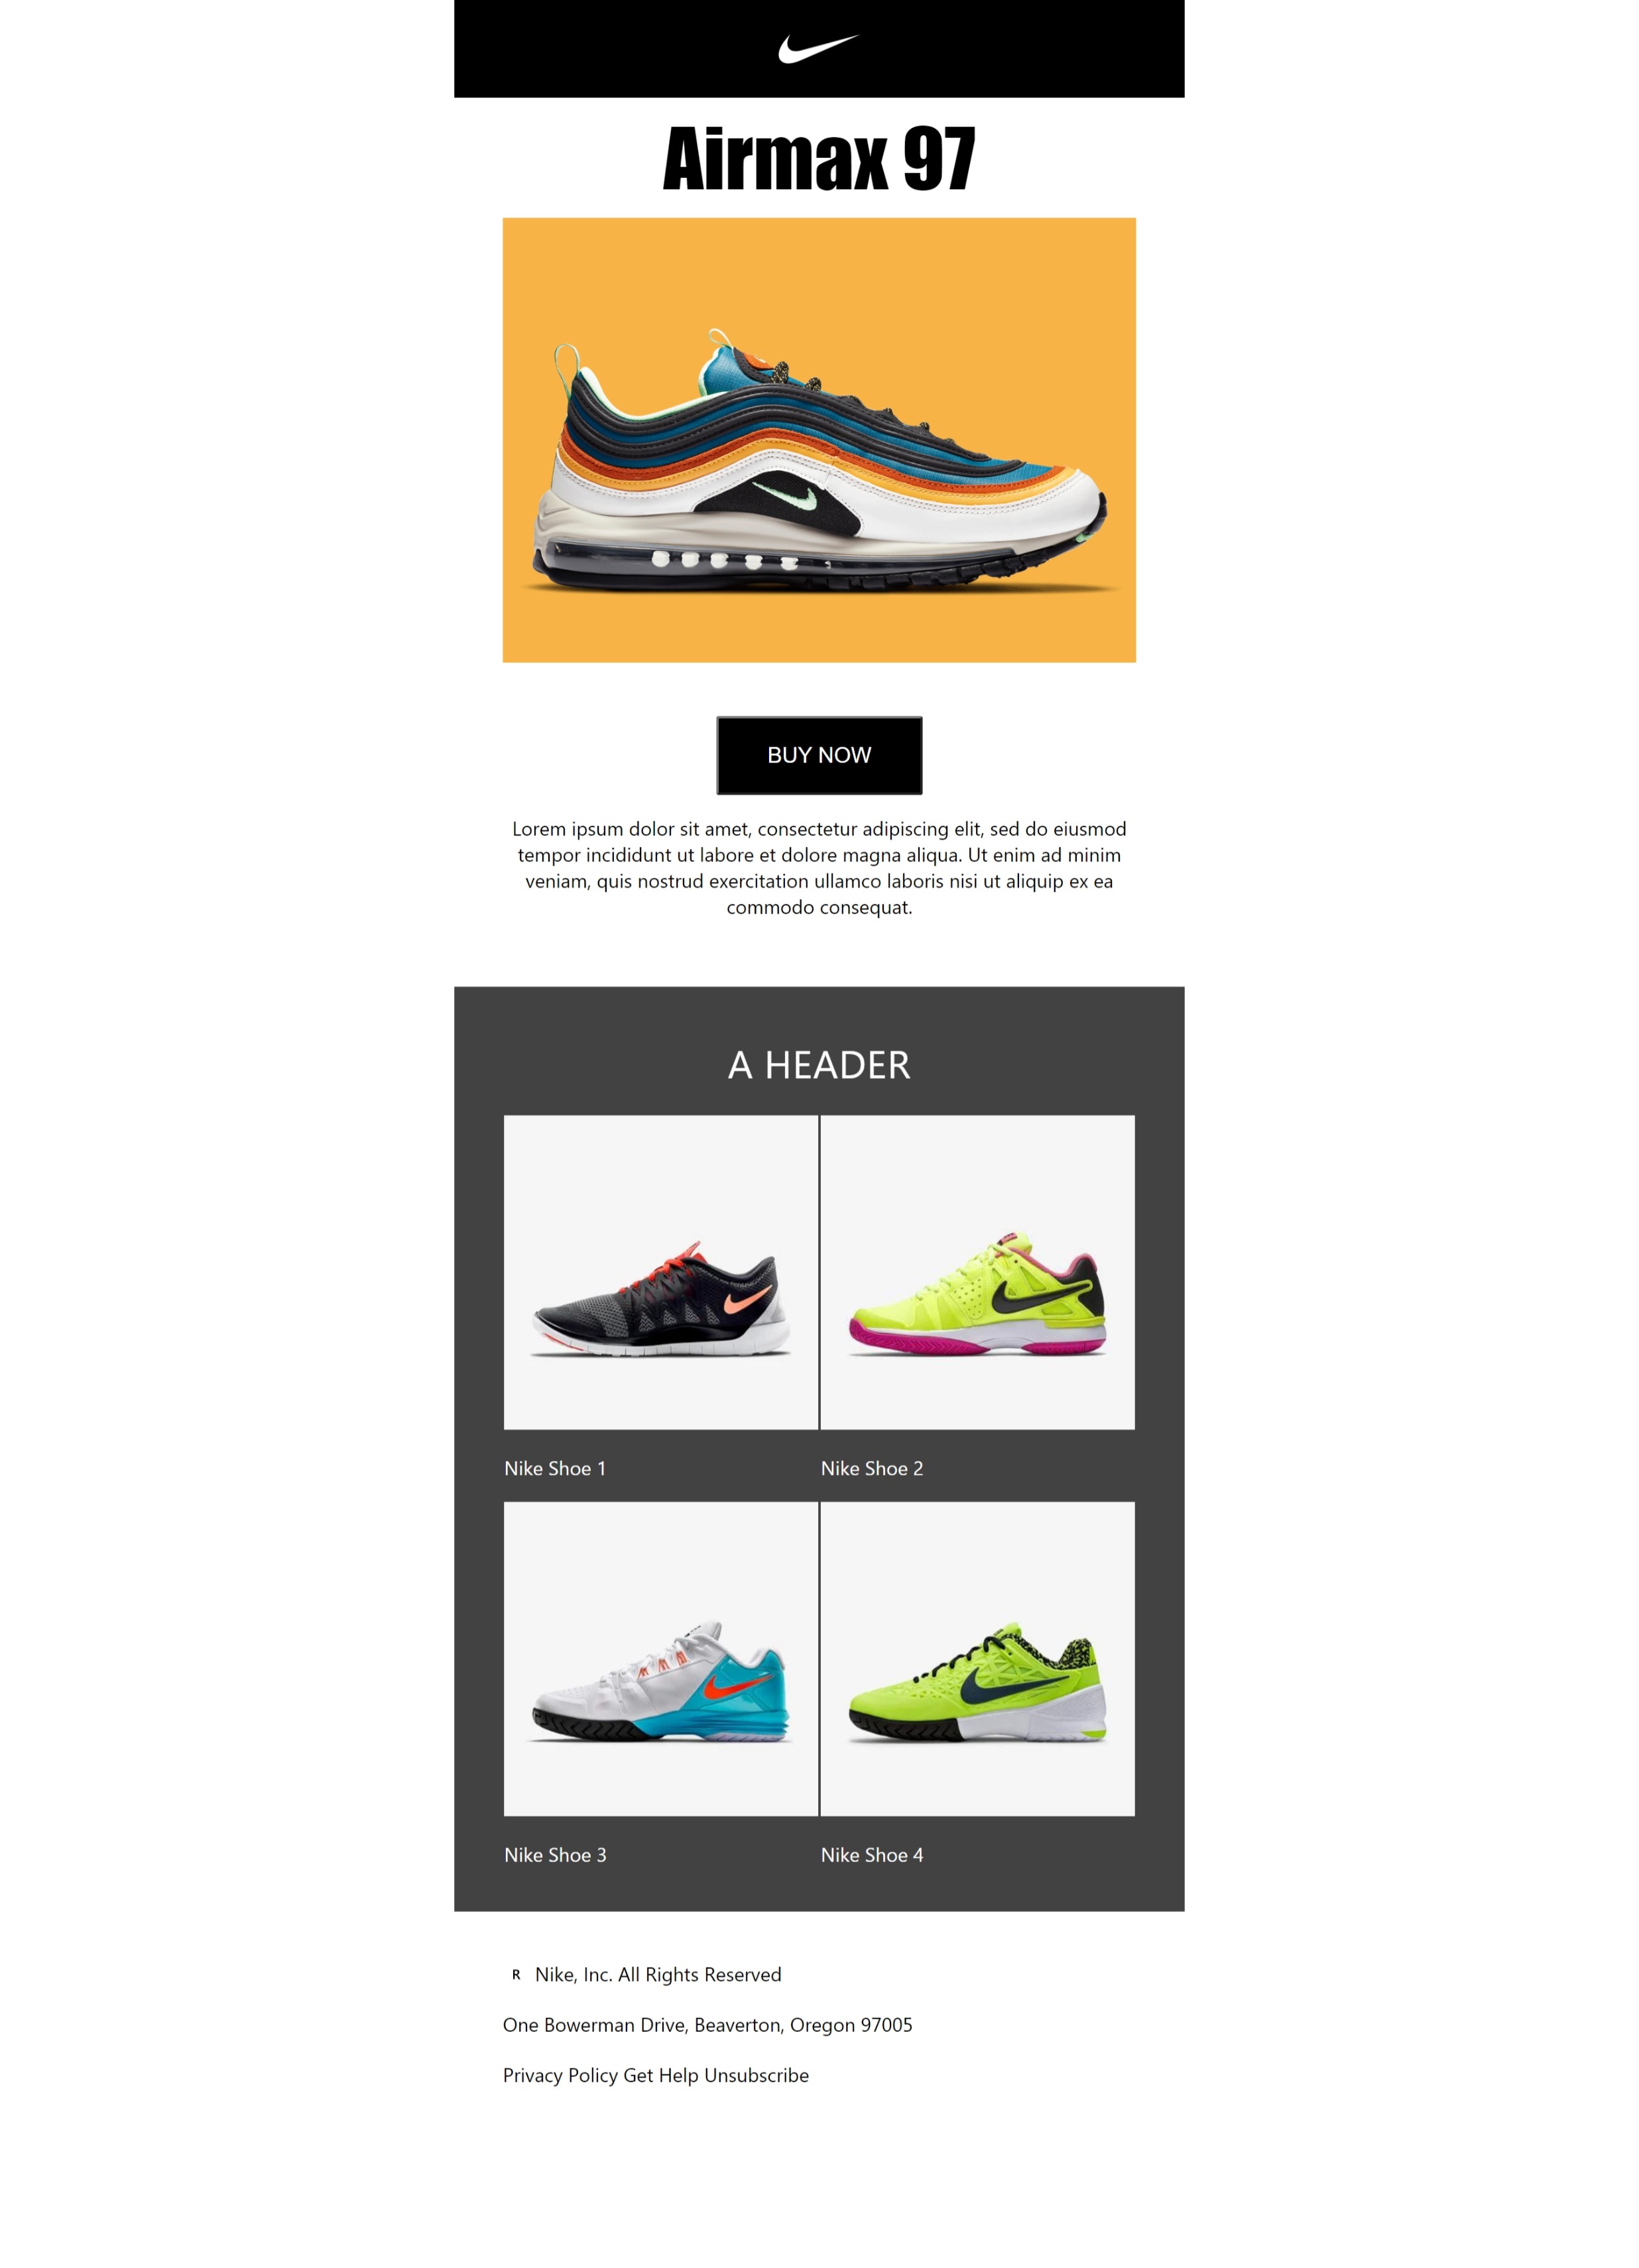 Airmax 97
BUY NOW
Lorem ipsum dolor sit amet, consectetur adipiscing elit, sed do eiusmod
tempor incididunt ut labore et dolore magna aliqua. Ut enim ad minim
veniam, quis nostrud exercitation ullamco laboris nisi ut aliquip ex ea
commodo consequat.
A HEADER
Nike Shoe 1
Nike Shoe 2
Nike Shoe 3
Nike Shoe 4
R Nike, Inc. All Rights Reserved
One Bowerman Drive, Beaverton, Oregon 97005
Privacy Policy Get Help Unsubscribe